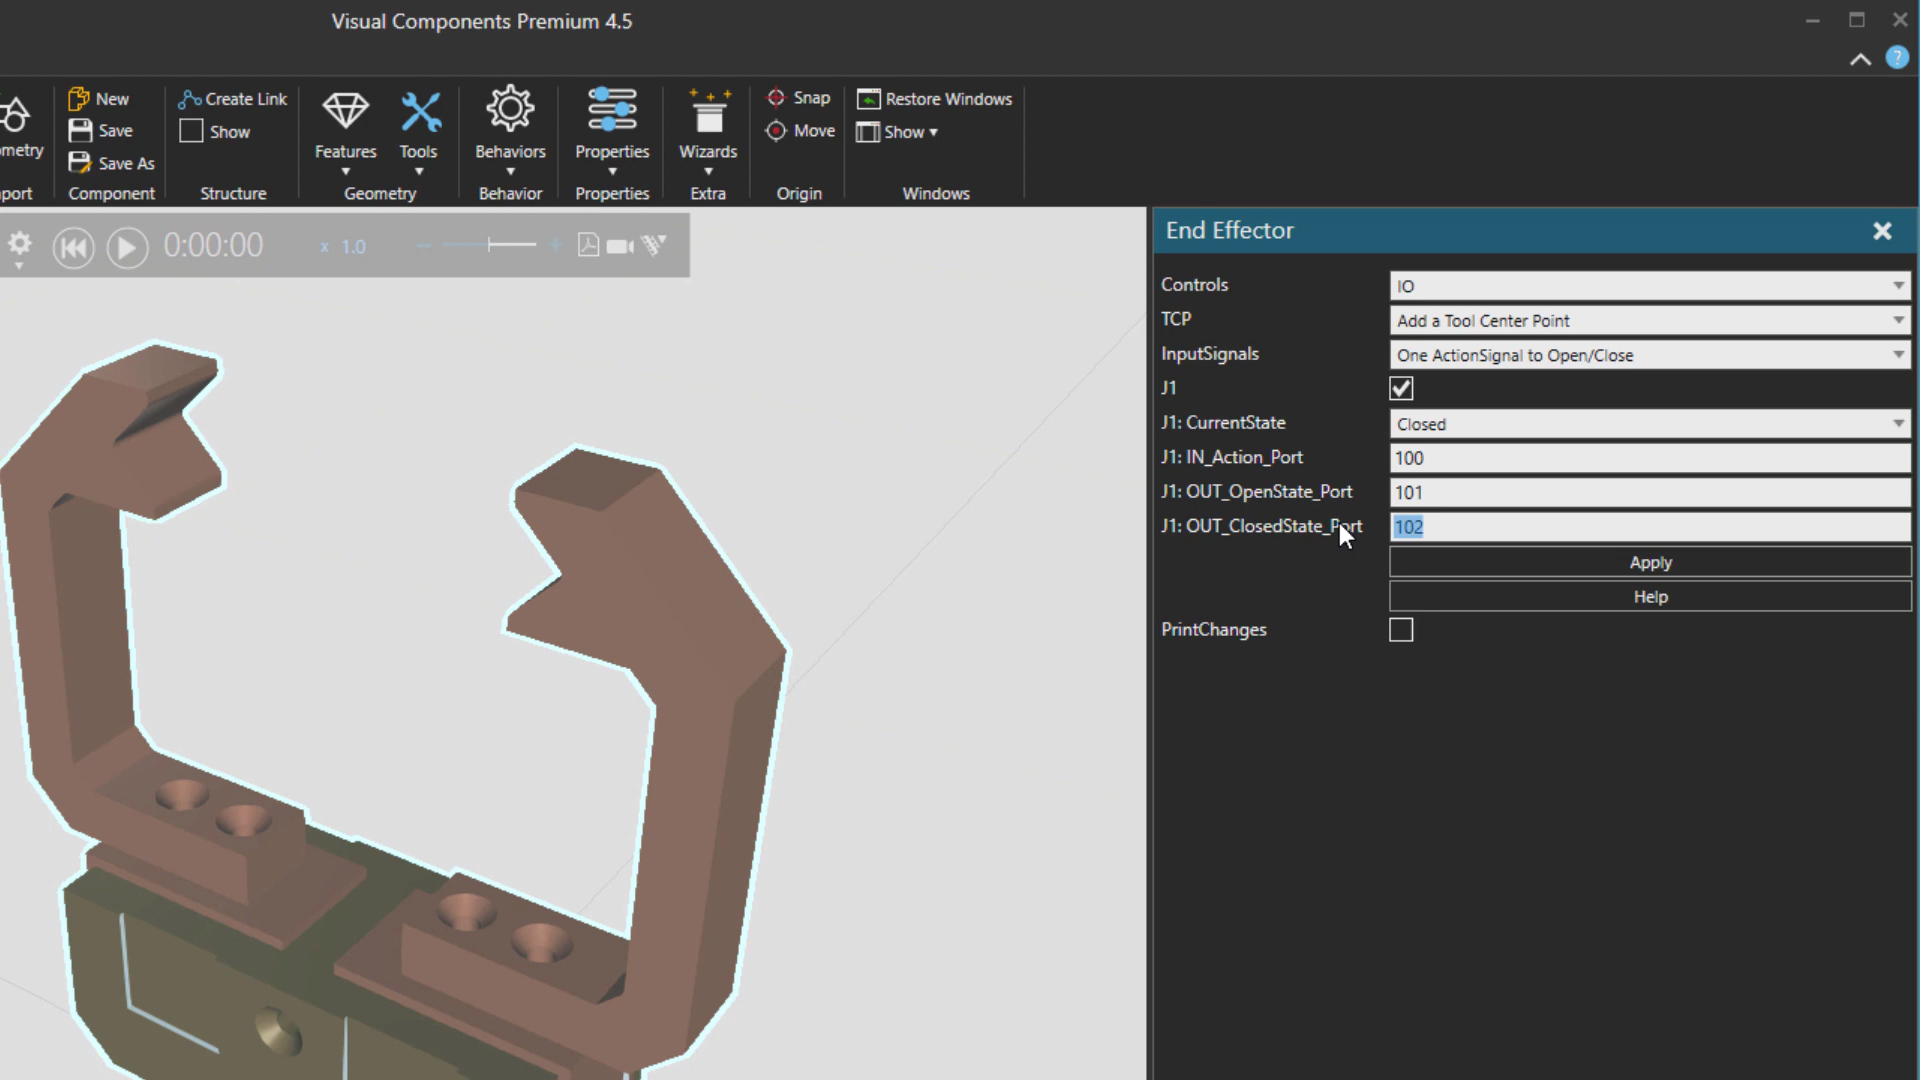 Visual Components Premium 4.5
New
Save
Save As
Component
Create Link
Show
Structure
Features
Tools
Geometry
Behaviors
Behavior
Properties
Properties
Wizards
Extra
Snap
Move
Origin
Restore Windows
Show
Windows
metry
port
0:00:00
x 1.0
End Effector
Controls IO
TCP Add a Tool Center Point
InputSignals One ActionSignal to Open/Close
J1
J1: CurrentState Closed
J1: IN_Action_Port 100
J1: OUT_OpenState_Port 101
J1: OUT_ClosedState_Port 102
Apply
Help
PrintChanges